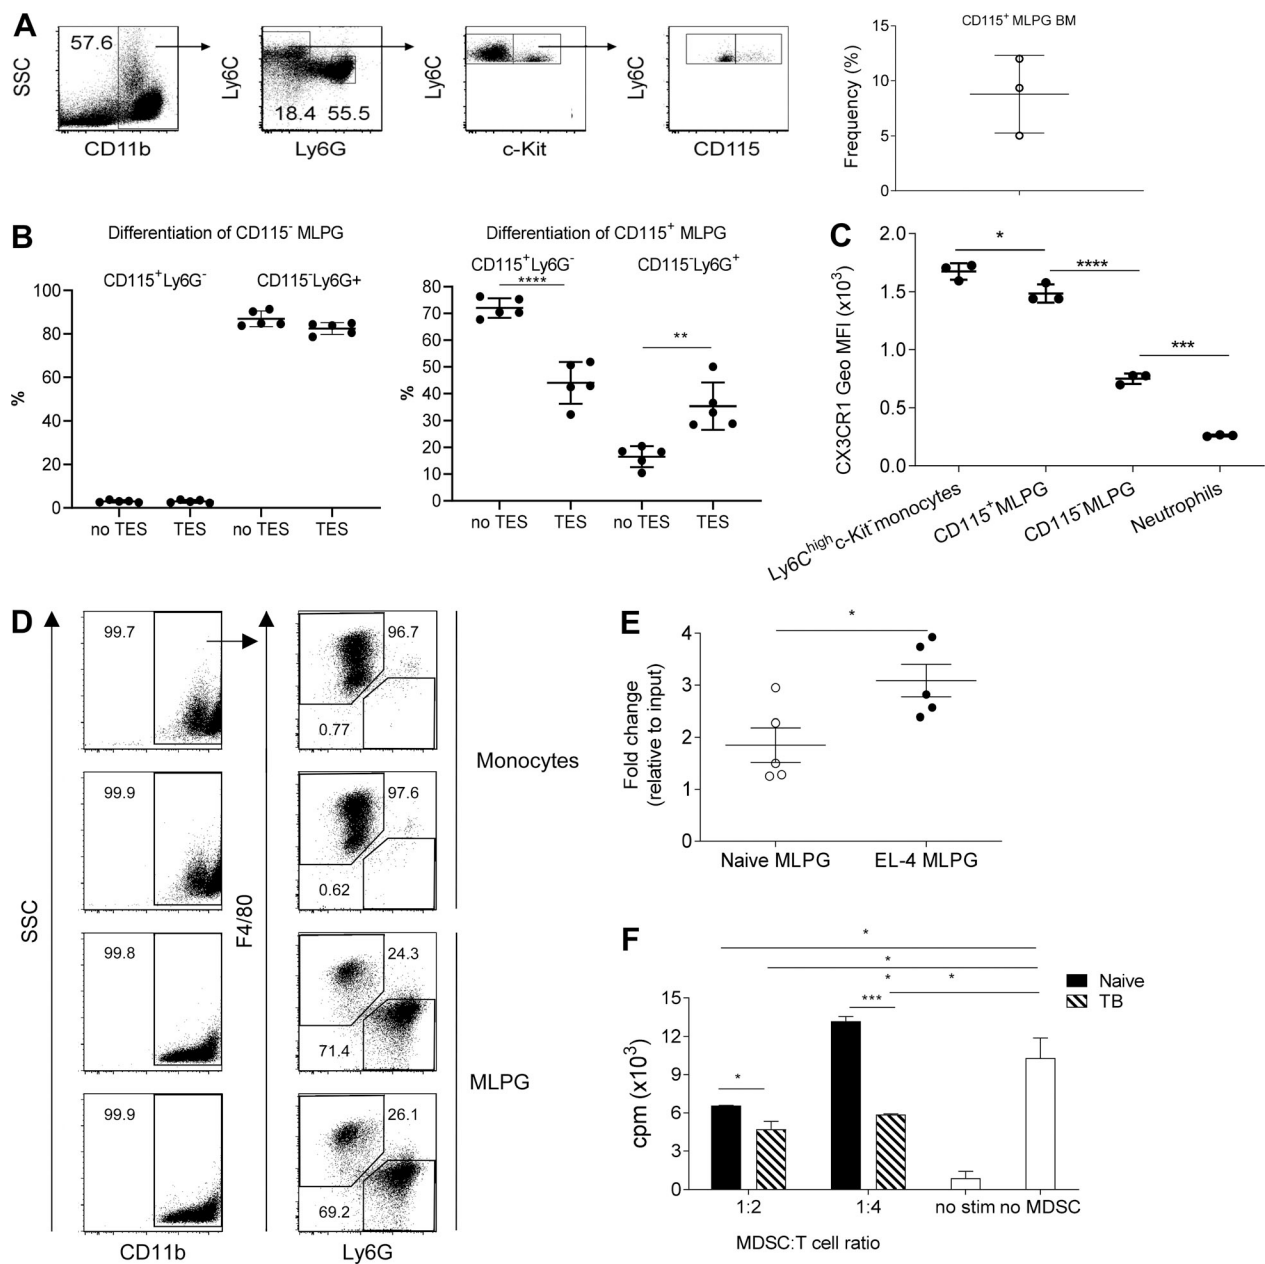 A
57.6
SSC
CD11b
Ly6C
18.4 55.5
Ly6G
Ly6C
c-Kit
Ly6C
CD115
CD115+ MLPG BM
Frequency (%)
15
10
5
0
B
Differentiation of CD115- MLPG
CD115+Ly6G-
CD115-Ly6G+
%
100
80
60
40
20
0
no TES TES no TES TES
Differentiation of CD115+ MLPG
CD115+Ly6G-
CD115-Ly6G+
****
**
%
80
70
60
50
40
30
20
10
0
no TES TES no TES TES
C
CX3CR1 Geo MFI (x10³)
2.0
1.5
1.0
0.5
0.0
*
****
***
Ly6Chighc-Kit-monocytes
CD115+MLPG
CD115-MLPG
Neutrophils
D
SSC
F4/80
99.7
96.7
0.77
99.9
97.6
0.62
Monocytes
99.8
24.3
71.4
99.9
26.1
69.2
MLPG
CD11b
Ly6G
E
*
Fold change
(relative to input)
4
3
2
1
0
Naive MLPG EL-4 MLPG
F
*
*
* *
***
*
Naive
TB
cpm (x10³)
15
12
9
6
3
0
1:2 1:4 no stim no MDSC
MDSC:T cell ratio